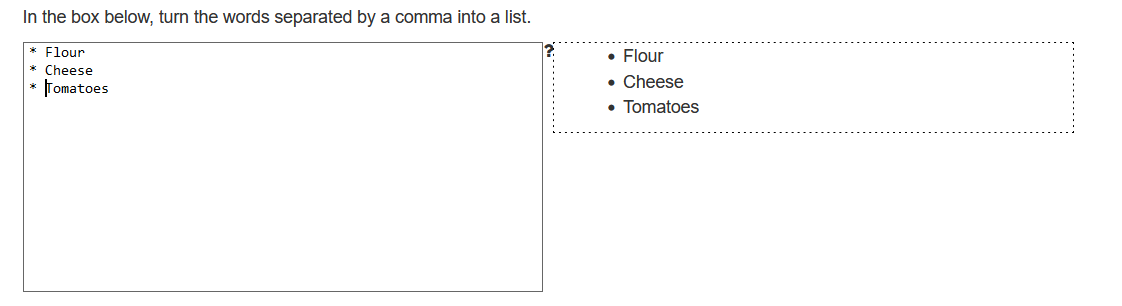 In the box below, turn the words separated by a comma into a list.
* Flour
* Cheese
* Tomatoes
?
• Flour
• Cheese
• Tomatoes